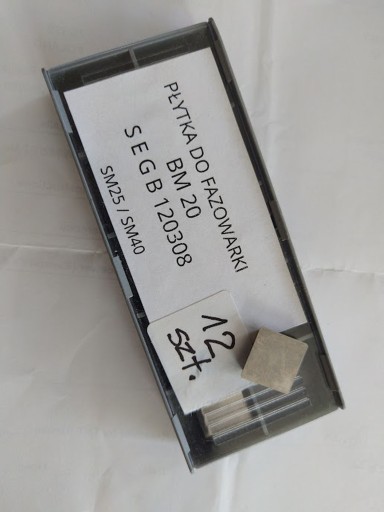 PŁYTKA DO FAZOWARKI
BM 20
S E G B 120308
SM25 / SM40
12
szt.